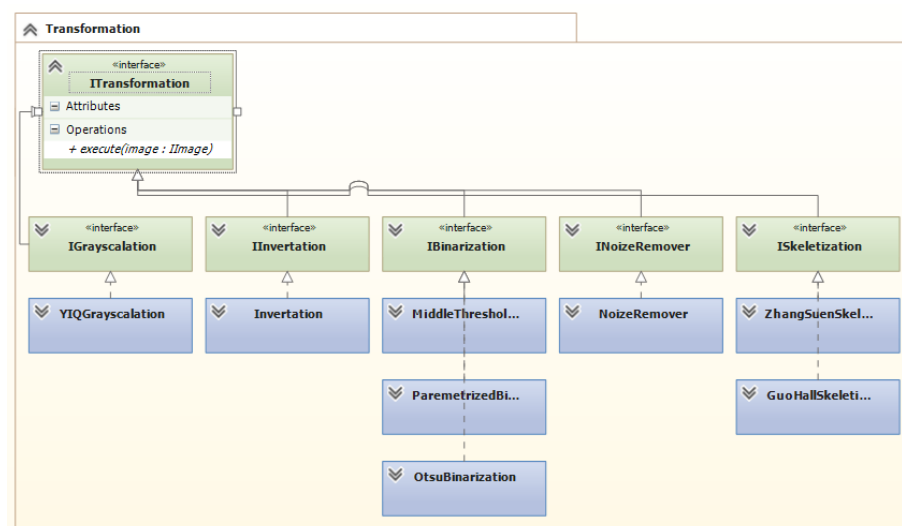 Transformation
«interface»
ITransformation
Attributes
Operations
+ execute(image : IImage)
«interface»
IGrayscalation
«interface»
IInvertation
«interface»
IBinarization
«interface»
INoizeRemover
«interface»
ISkeletization
YIQGrayscalation
Invertation
MiddleThreshol...
NoizeRemover
ZhangSuenSkel...
ParemetrizedBi...
GuoHallSkeleti...
OtsuBinarization